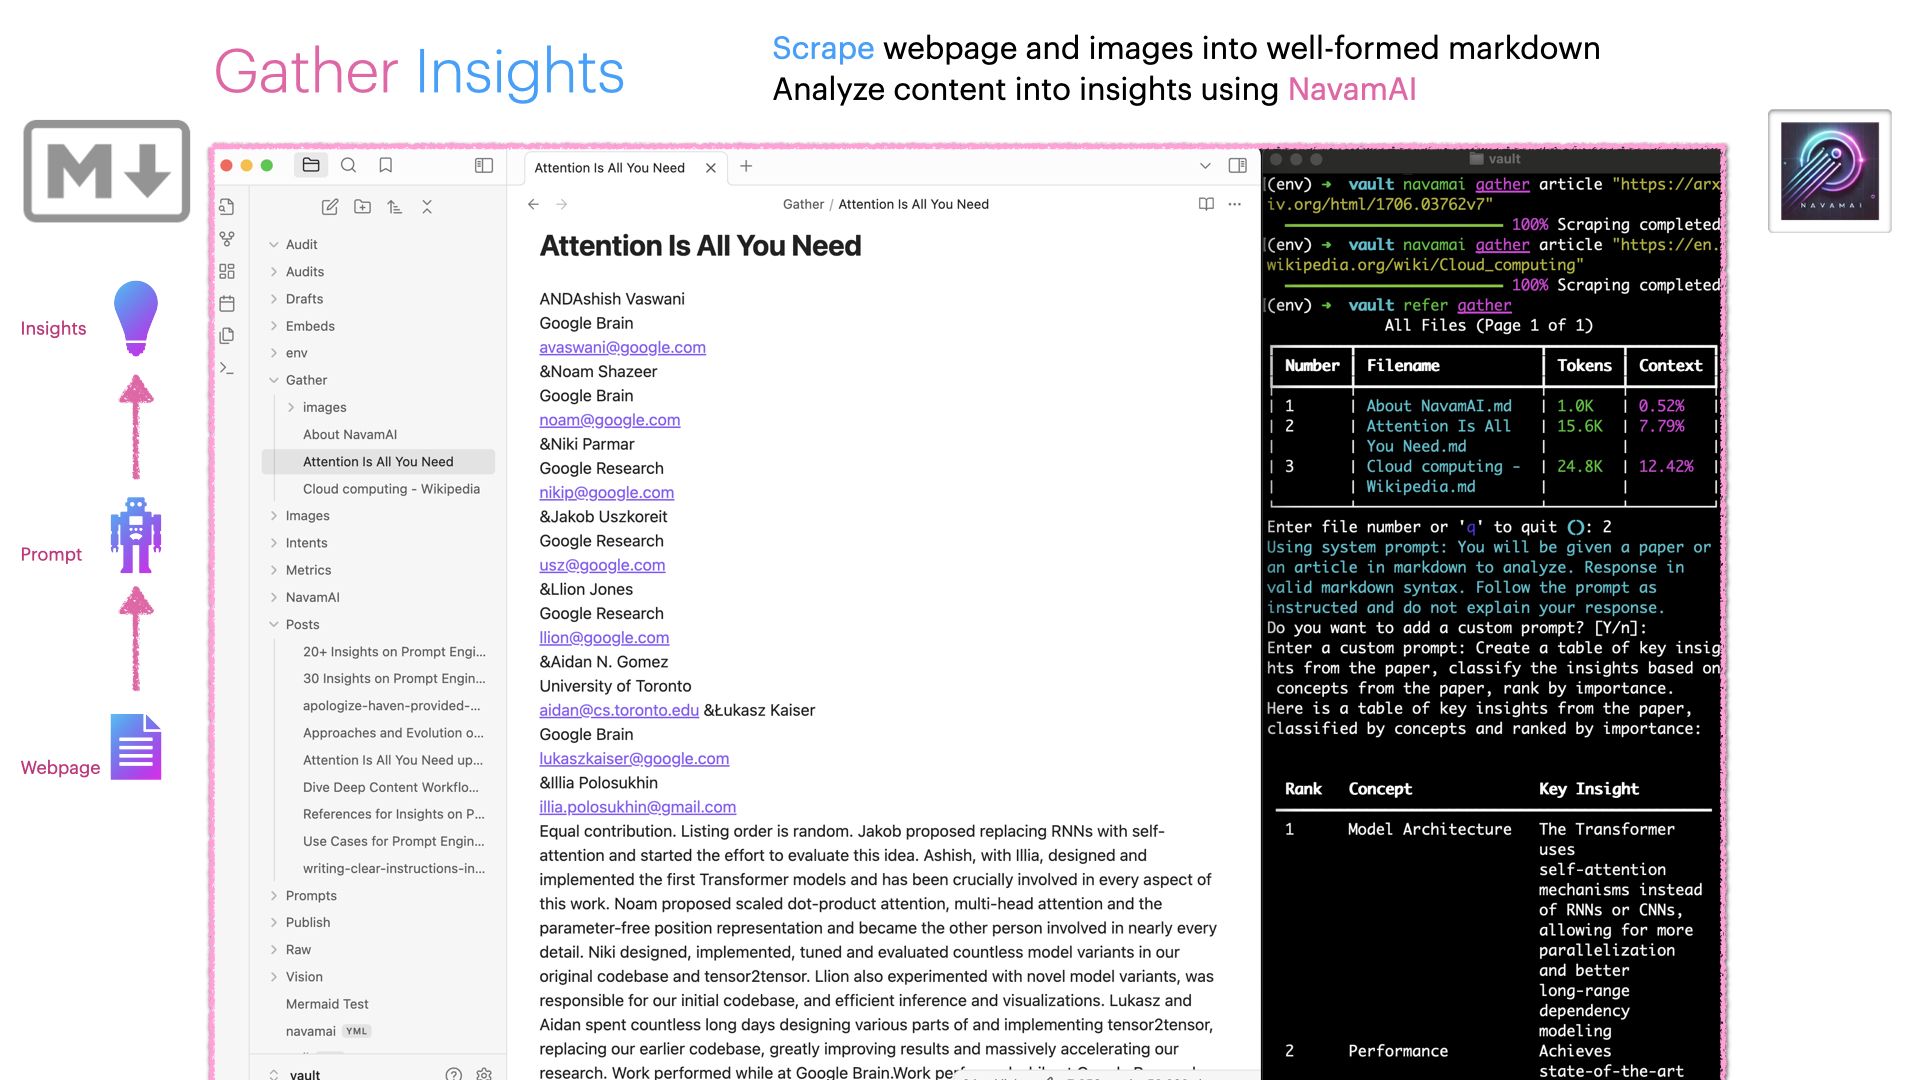 Gather Insights
Scrape webpage and images into well-formed markdown
Analyze content into insights using NavamAI
M
NAVAMAI
Insights
Prompt
Webpage
Audit
Audits
Drafts
Embeds
env
Gather
images
About NavamAI
Attention Is All You Need
Cloud computing - Wikipedia
Images
Intents
Metrics
NavamAI
Posts
20+ Insights on Prompt Engi...
30 Insights on Prompt Engin...
apologize-haven-provided-...
Approaches and Evolution o...
Attention Is All You Need up...
Dive Deep Content Workflo...
References for Insights on P...
Use Cases for Prompt Engin...
writing-clear-instructions-in...
Prompts
Publish
Raw
Vision
Mermaid Test
navamai YML
vault
Attention Is All You Need
Gather / Attention Is All You Need
Attention Is All You Need
ANDAshish Vaswani
Google Brain
avaswani@google.com
&Noam Shazeer
Google Brain
noam@google.com
&Niki Parmar
Google Research
nikip@google.com
&Jakob Uszkoreit
Google Research
usz@google.com
&Llion Jones
Google Research
llion@google.com
&Aidan N. Gomez
University of Toronto
aidan@cs.toronto.edu &Łukasz Kaiser
Google Brain
lukaszkaiser@google.com
&Illia Polosukhin
illia.polosukhin@gmail.com
Equal contribution. Listing order is random. Jakob proposed replacing RNNs with self-
attention and started the effort to evaluate this idea. Ashish, with Illia, designed and
implemented the first Transformer models and has been crucially involved in every aspect of
this work. Noam proposed scaled dot-product attention, multi-head attention and the
parameter-free position representation and became the other person involved in nearly every
detail. Niki designed, implemented, tuned and evaluated countless model variants in our
original codebase and tensor2tensor. Llion also experimented with novel model variants, was
responsible for our initial codebase, and efficient inference and visualizations. Lukasz and
Aidan spent countless long days designing various parts of and implementing tensor2tensor,
replacing our earlier codebase, greatly improving results and massively accelerating our
research. Work performed while at Google Brain.Work
vault
(env) ➜ vault navamai gather article "https://arx
iv.org/html/1706.03762v7"
100% Scraping completed
(env) ➜ vault navamai gather article "https://en.
wikipedia.org/wiki/Cloud_computing"
100% Scraping completed
(env) ➜ vault refer gather
All Files (Page 1 of 1)
Number Filename Tokens Context
1 About NavamAI.md 1.0K 0.52%
2 Attention Is All 15.6K 7.79%
You Need.md
3 Cloud computing - 24.8K 12.42%
Wikipedia.md
Enter file number or 'q' to quit (): 2
Using system prompt: You will be given a paper or
an article in markdown to analyze. Response in
valid markdown syntax. Follow the prompt as
instructed and do not explain your response.
Do you want to add a custom prompt? [Y/n]:
Enter a custom prompt: Create a table of key insig
hts from the paper, classify the insights based on
concepts from the paper, rank by importance.
Here is a table of key insights from the paper,
classified by concepts and ranked by importance:
Rank Concept Key Insight
1 Model Architecture The Transformer
uses
self-attention
mechanisms instead
of RNNs or CNNs,
allowing for more
parallelization
and better
long-range
dependency
modeling
2 Performance Achieves
state-of-the-art